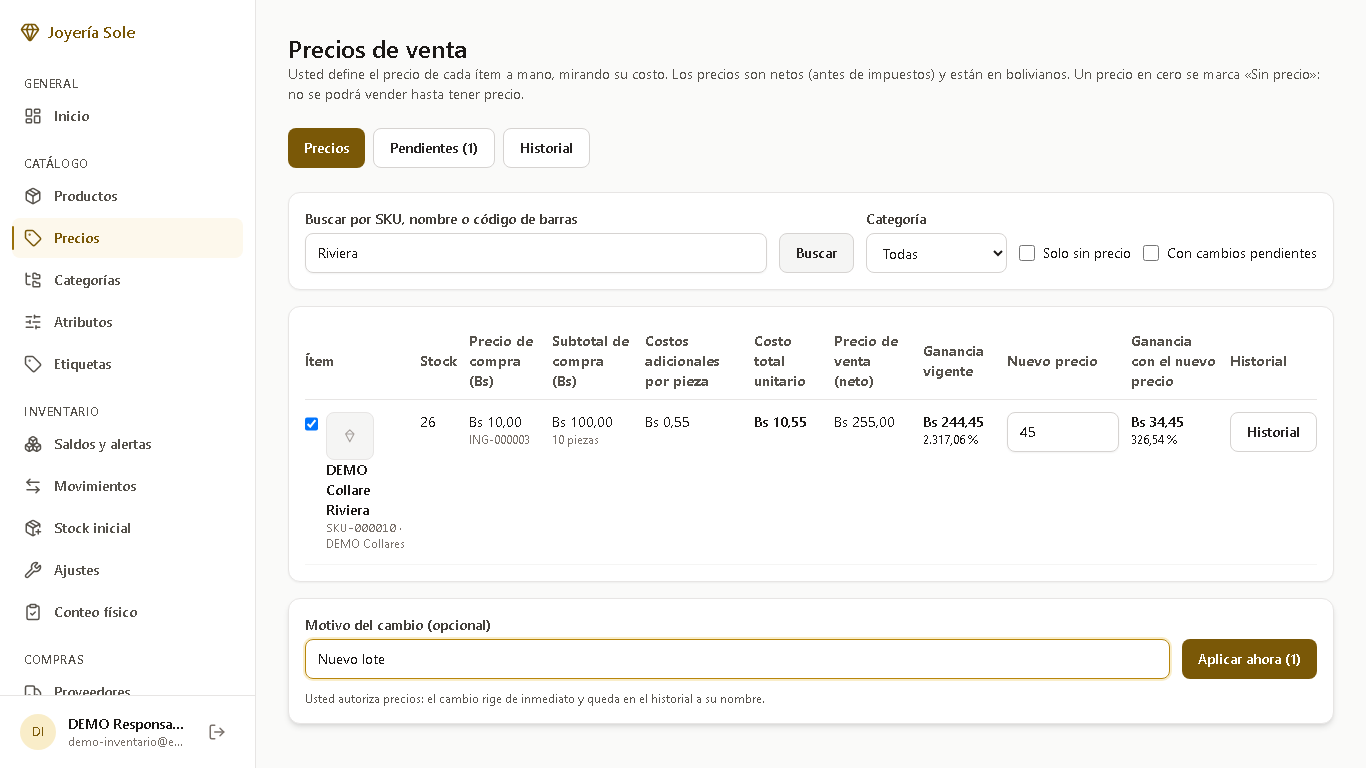 Joyería Sole
GENERAL
Inicio
CATÁLOGO
Productos
Precios
Categorías
Atributos
Etiquetas
INVENTARIO
Saldos y alertas
Movimientos
Stock inicial
Ajustes
Conteo físico
COMPRAS
Proveedores
DI
DEMO Responsa...
demo-inventario@e...
Precios de venta
Usted define el precio de cada ítem a mano, mirando su costo. Los precios son netos (antes de impuestos) y están en bolivianos. Un precio en cero se marca «Sin precio»:
no se podrá vender hasta tener precio.
Precios
Pendientes (1)
Historial
Buscar por SKU, nombre o código de barras
Riviera
Buscar
Categoría
Todas
Solo sin precio
Con cambios pendientes
Ítem
Stock
Precio de
compra
(Bs)
Subtotal de
compra
(Bs)
Costos
adicionales
por pieza
Costo
total
unitario
Precio de
venta
(neto)
Ganancia
vigente
Nuevo precio
Ganancia
con el nuevo
precio
Historial
DEMO
Collare
Riviera
SKU-000010 ·
DEMO Collares
26
Bs 10,00
ING-000003
Bs 100,00
10 piezas
Bs 0,55
Bs 10,55
Bs 255,00
Bs 244,45
2.317,06 %
45
Bs 34,45
326,54 %
Historial
Motivo del cambio (opcional)
Nuevo lote
Aplicar ahora (1)
Usted autoriza precios: el cambio rige de inmediato y queda en el historial a su nombre.